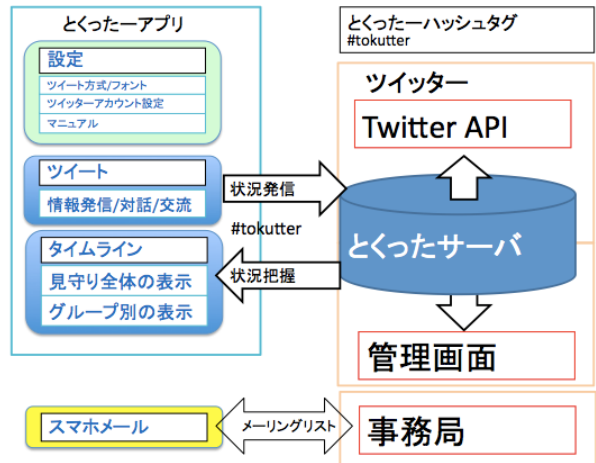 とくったーアプリ
設定
ツイート方式/フォント
ツイッターアカウント設定
マニュアル
ツイート
情報発信/対話/交流
タイムライン
見守り全体の表示
グループ別の表示
スマホメール
状況発信
#tokutter
状況把握
メーリングリスト
とくったーハッシュタグ
#tokutter
ツイッター
Twitter API
とくったサーバ
管理画面
事務局